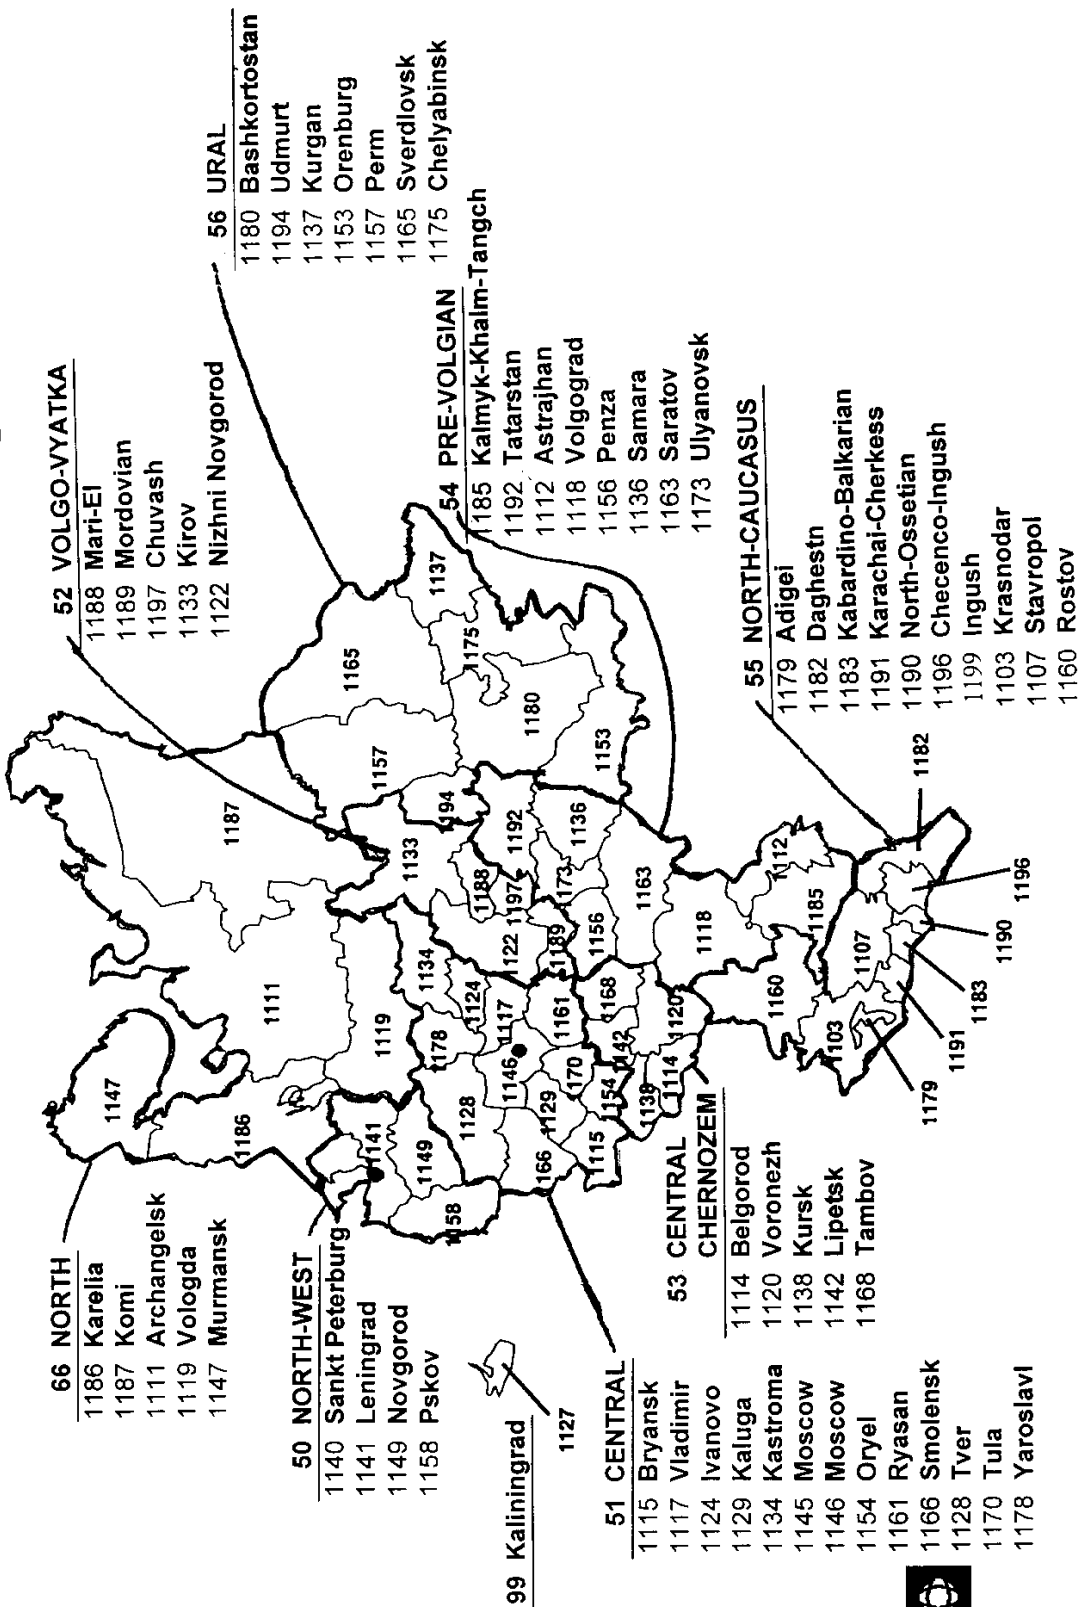 66 NORTH
1186 Karelia
1187 Komi
1111 Archangelsk
1119 Vologda
1147 Murmansk
50 NORTH-WEST
1140 Sankt Peterburg
1141 Leningrad
1149 Novgorod
1158 Pskov
99 Kaliningrad
1127
51 CENTRAL
1115 Bryansk
1117 Vladimir
1124 Ivanovo
1129 Kaluga
1134 Kastroma
1145 Moscow
1146 Moscow
1154 Oryel
1161 Ryasan
1166 Smolensk
1128 Tver
1170 Tula
1178 Yaroslavl
53 CENTRAL
CHERNOZEM
1114 Belgorod
1120 Voronezh
1138 Kursk
1142 Lipetsk
1168 Tambov
52 VOLGO-VYATKA
1188 Mari-El
1189 Mordovian
1197 Chuvash
1133 Kirov
1122 Nizhni Novgorod
56 URAL
1180 Bashkortostan
1194 Udmurt
1137 Kurgan
1153 Orenburg
1157 Perm
1165 Sverdlovsk
1175 Chelyabinsk
54 PRE-VOLGIAN
1185 Kalmyk-Khalm-Tangch
1192 Tatarstan
1112 Astrajhan
1118 Volgograd
1156 Penza
1136 Samara
1163 Saratov
1173 Ulyanovsk
55 NORTH-CAUCASUS
1179 Adigei
1182 Daghestn
1183 Kabardino-Balkarian
1191 Karachai-Cherkess
1190 North-Ossetian
1196 Chechenco-Ingush
1199 Ingush
1103 Krasnodar
1107 Stavropol
1160 Rostov
1147
1186
1111
1187
1119
1141
1149
1158
1134
1133
1157
1165
1178
1124
1128
1188
194
1137
1175
1146
1117
1122
1197
1192
1180
166
1129
1161
1189
173
1136
1153
1115
1154
1170
142
1168
1156
1163
1138
1114
1120
1118
112
1185
1160
1103
1107
1182
1196
1190
1183
1191
1179